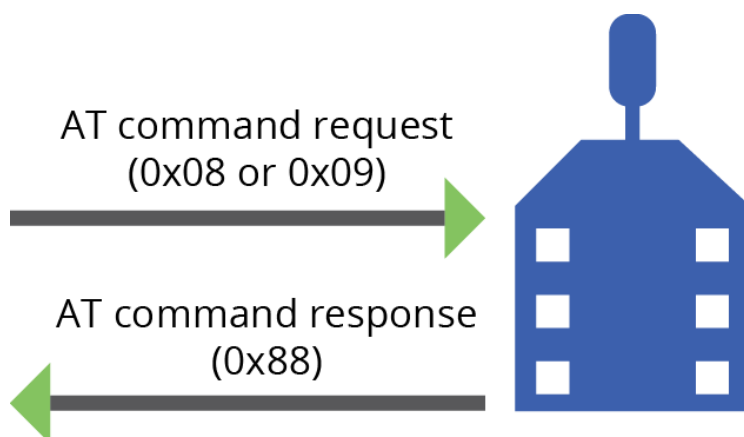 AT command request
(0x08 or 0x09)
AT command response
(0x88)